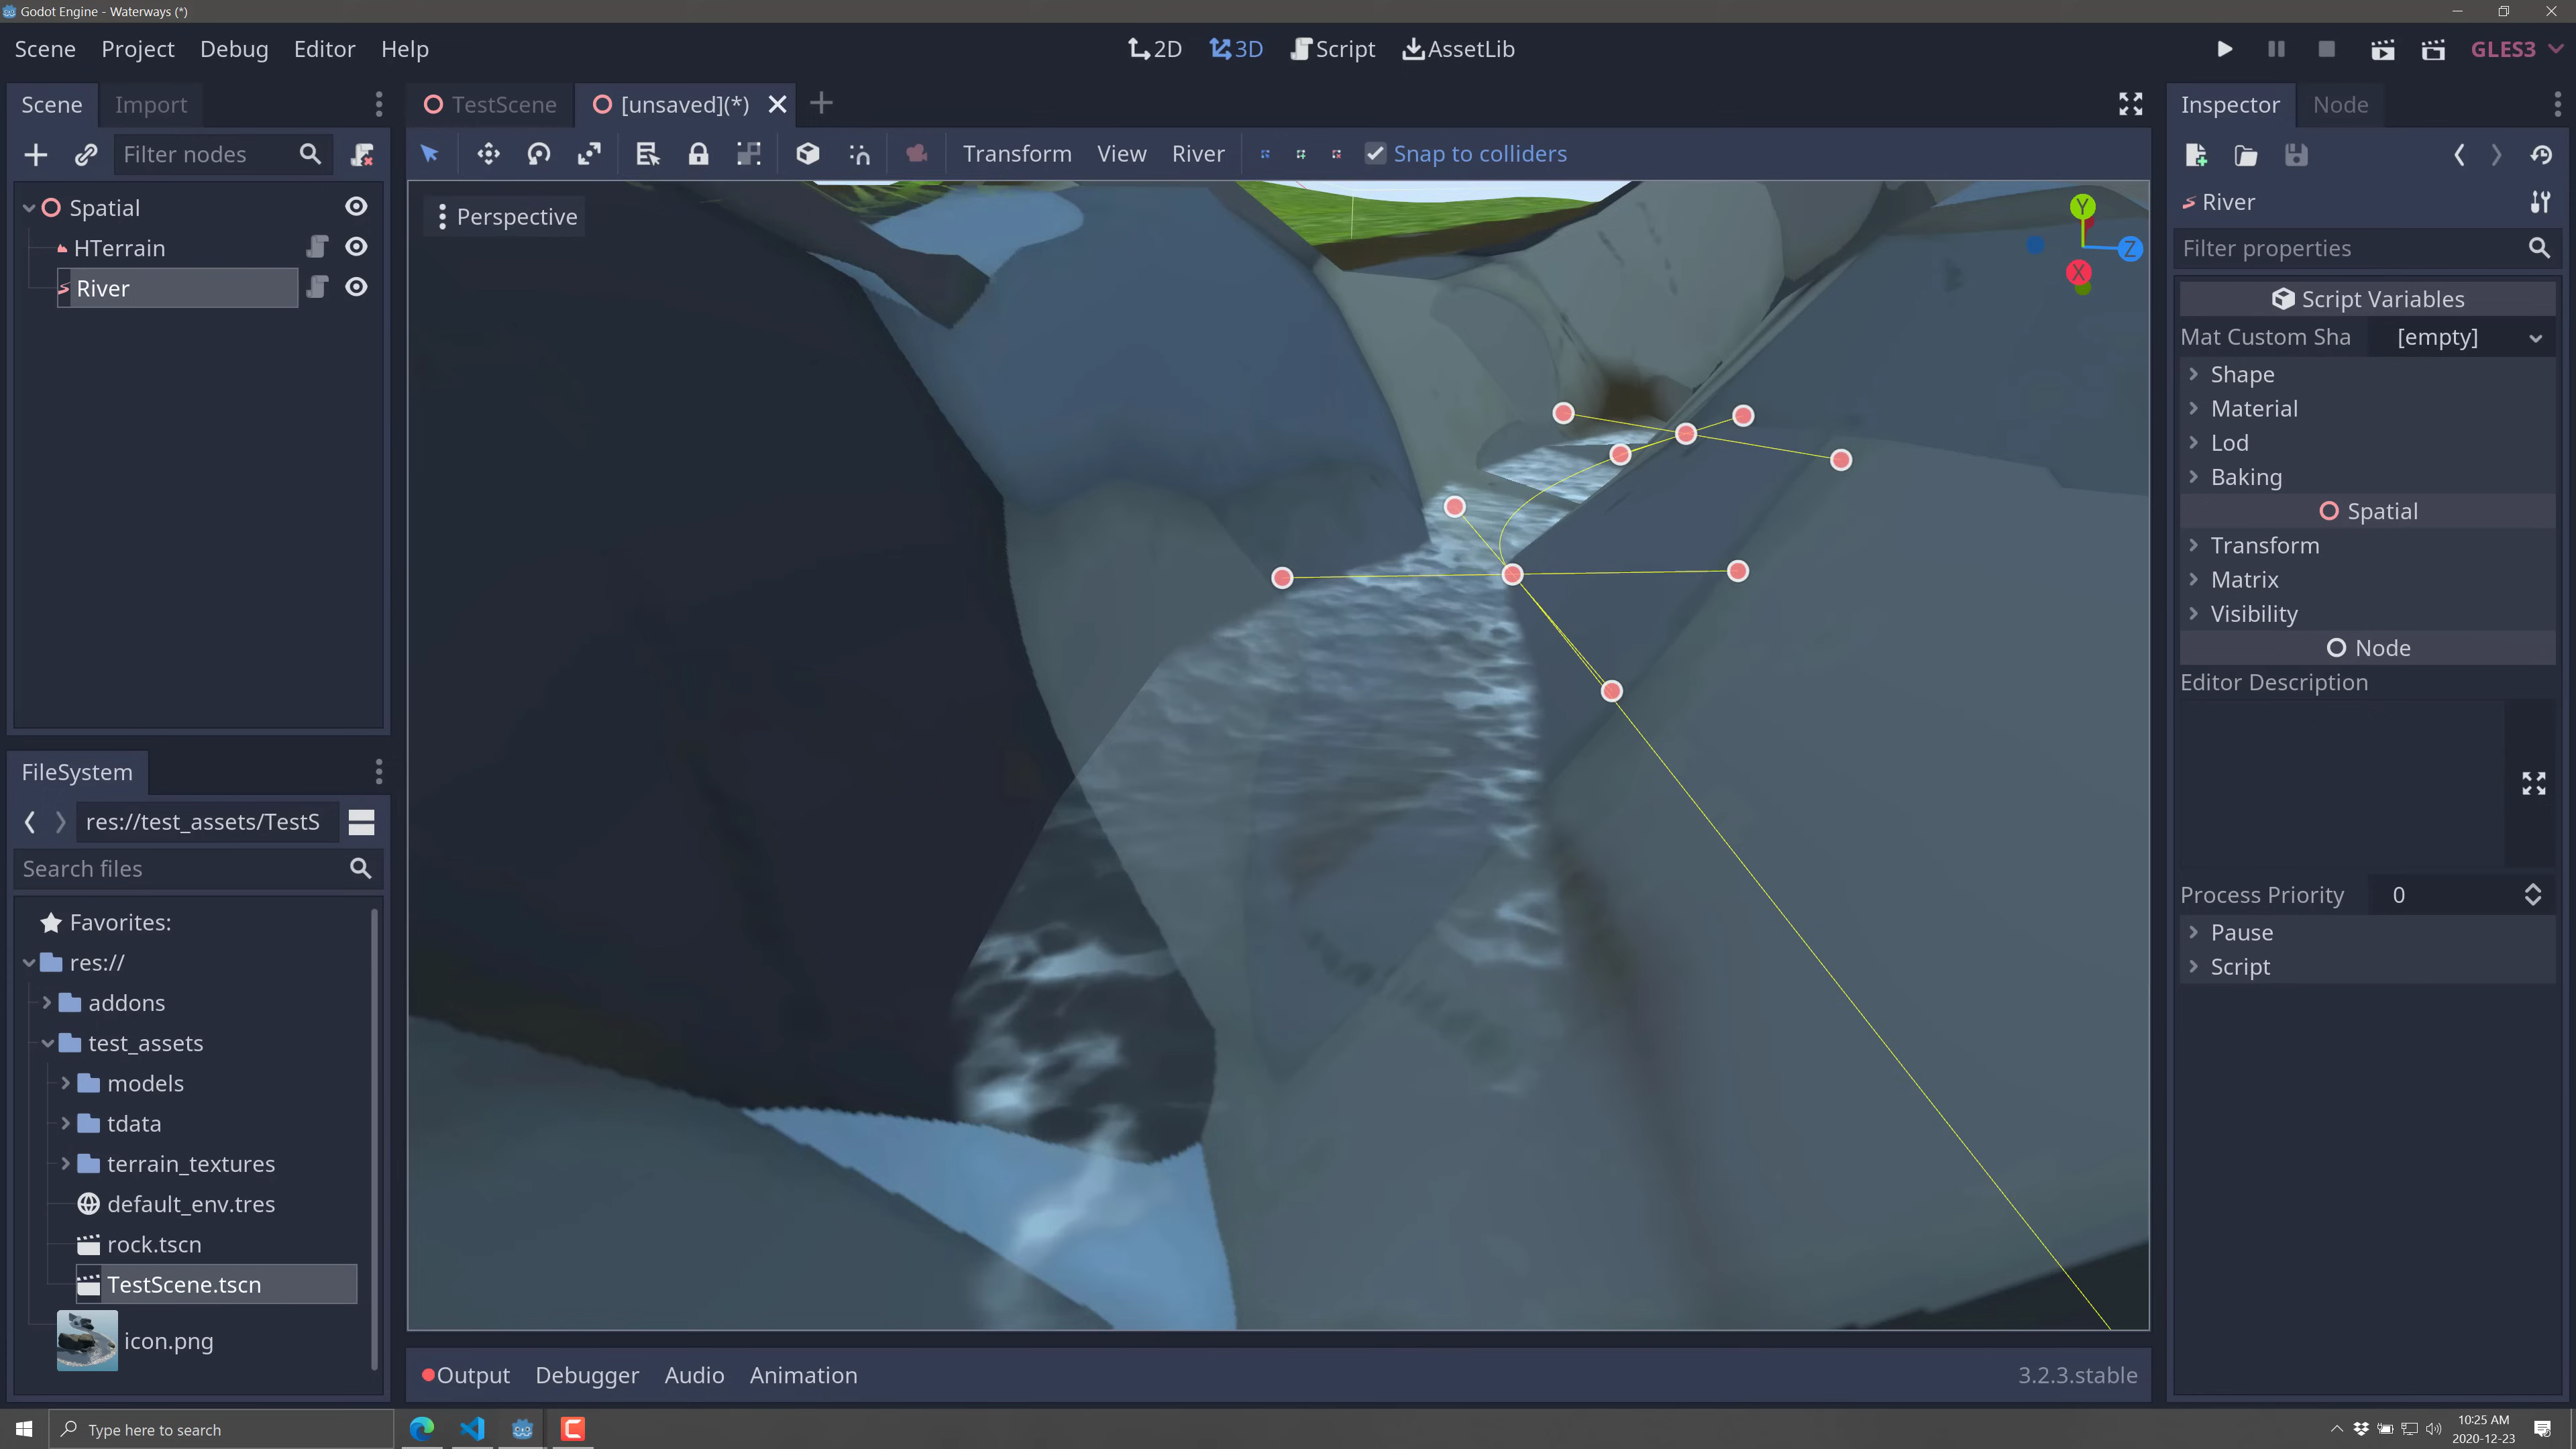 Godot Engine - Waterways (*)
Scene Project Debug Editor Help
2D 3D Script AssetLib
GLES3
Scene Import
TestScene [unsaved](*)
Inspector Node
Filter nodes
Transform View River Snap to colliders
Spatial
HTerrain
River
Perspective
Y
Z
X
River
Filter properties
Script Variables
Mat Custom Sha [empty]
Shape
Material
Lod
Baking
Spatial
Transform
Matrix
Visibility
Node
Editor Description
Process Priority 0
Pause
Script
FileSystem
res://test_assets/TestS
Search files
Favorites:
res://
addons
test_assets
models
tdata
terrain_textures
default_env.tres
rock.tscn
TestScene.tscn
icon.png
Output Debugger Audio Animation
3.2.3.stable
Type here to search
10:25 AM
2020-12-23